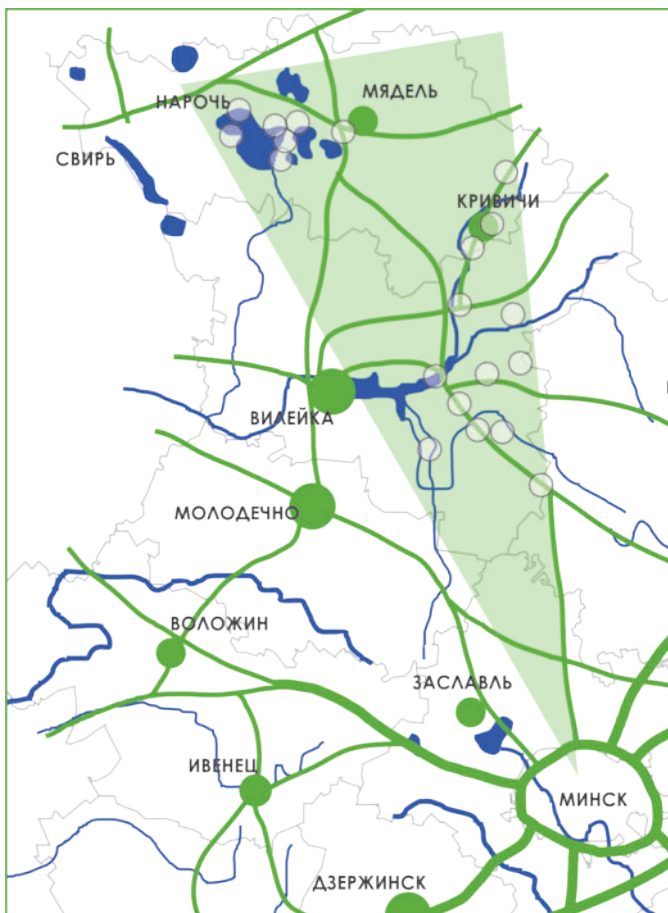 МЯДЕЛЬ
НАРОЧЬ
СВИРЬ
КРИВИЧИ
ВИЛЕЙКА
МОЛОДЕЧНО
ВОЛОЖИН
ЗАСЛАВЛЬ
ИВЕНЕЦ
МИНСК
ДЗЕРЖИНСК